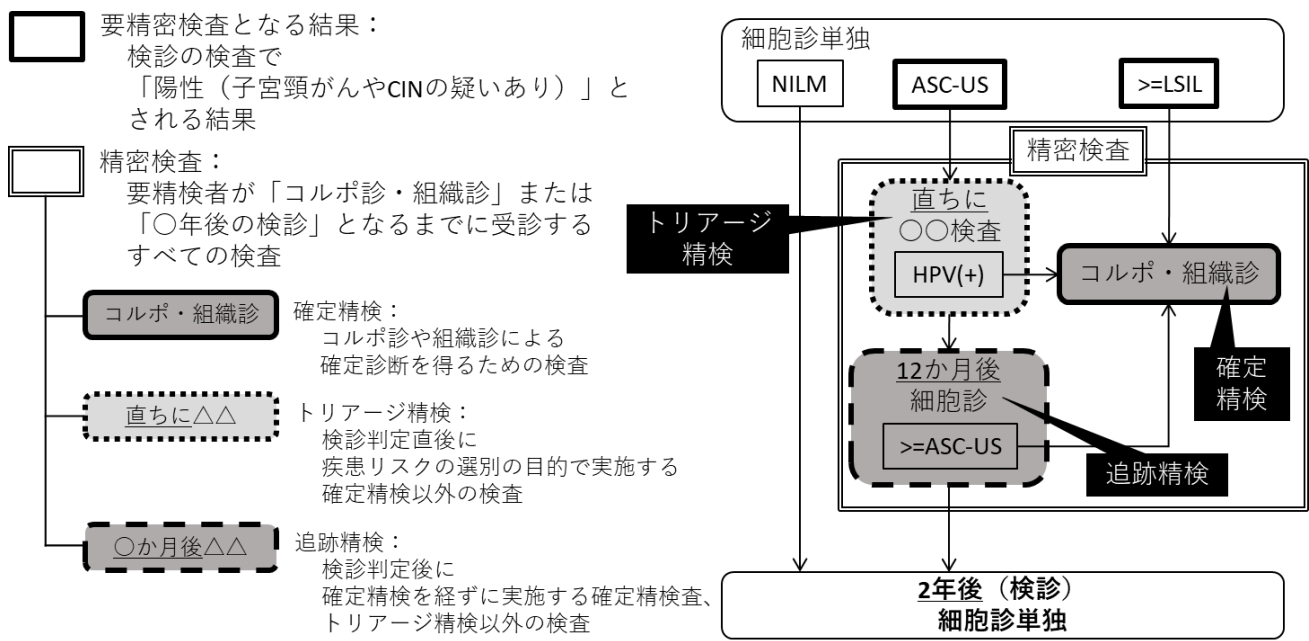 要精密検査となる結果：
検診の検査で
「陽性（子宮頸がんやCINの疑いあり）」と
される結果
精密検査：
要精検者が「コルポ診・組織診」または
「○年後の検診」となるまでに受診する
すべての検査
コルポ・組織診
確定精検：
コルポ診や組織診による
確定診断を得るための検査
直ちに△△
トリアージ精検：
検診判定直後に
疾患リスクの選別の目的で実施する
確定精検以外の検査
○か月後△△
追跡精検：
検診判定後に
確定精検を経ずに実施する確定精検査、
トリアージ精検以外の検査
細胞診単独
NILM
ASC-US
>=LSIL
精密検査
トリアージ
精検
直ちに
○○検査
HPV(+)
コルポ・組織診
確定
精検
12か月後
細胞診
>=ASC-US
追跡精検
2年後（検診）
細胞診単独